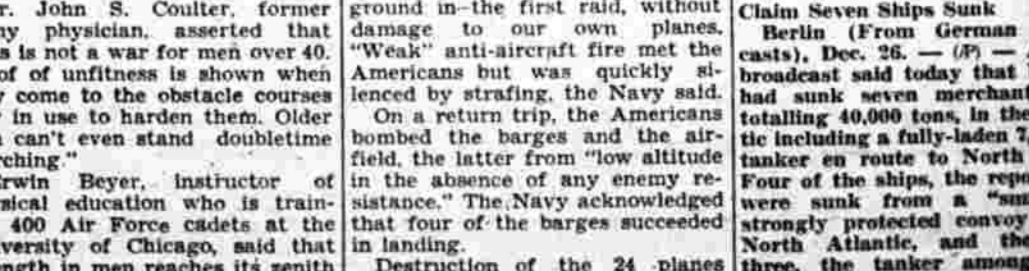 r. John S. Coulter, former
y physician, asserted that
s is not a war for men over 40.
of of unfitness is shown when
come to the obstacle courses
in use to harden them. Older
can't even stand doubletime
ching."
rwin Beyer, instructor of
sical education who is train-
400 Air Force cadets at the
versity of Chicago, said that
ngth in men reaches its zenith
ground in—the first raid, without
damage to our own planes.
"Weak" anti-aircraft fire met the
Americans but was quickly si-
lenced by strafing, the Navy said.
On a return trip, the Americans
bombed the barges and the air-
field, the latter from "low altitude
in the absence of any enemy re-
sistance." The Navy acknowledged
that four of the barges succeeded
in landing.
Destruction of the 24 planes
Claim Seven Ships Sunk
Berlin (From German
casts), Dec. 26. — (AP) —
broadcast said today that
had sunk seven merchant
totalling 40,000 tons, in the
tic including a fully-laden 7
tanker en route to North
Four of the ships, the repo
were sunk from a "sm
strongly protected convoy
North Atlantic, and the
three, the tanker among